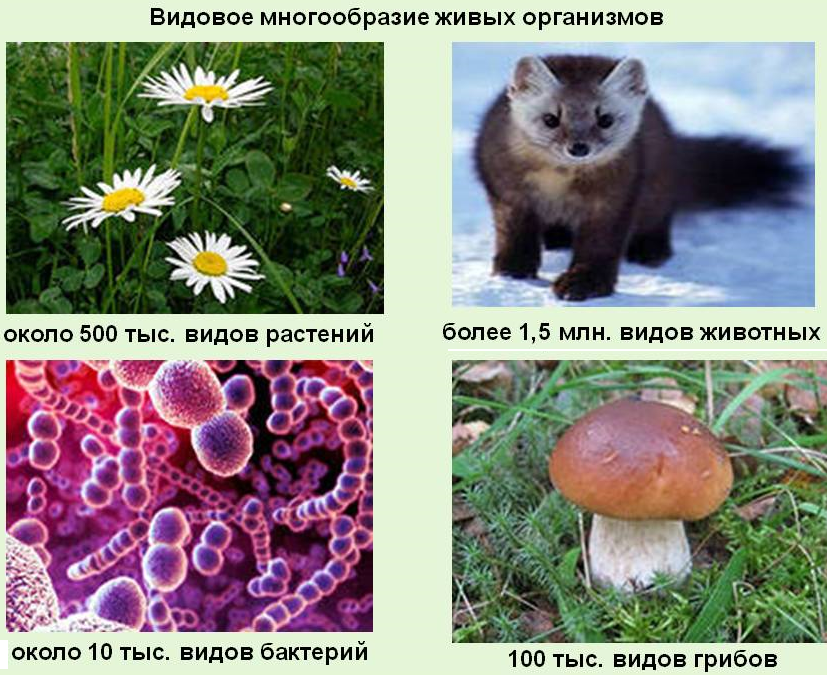 Видовое многообразие живых организмов
около 500 тыс. видов растений
более 1,5 млн. видов животных
около 10 тыс. видов бактерий
100 тыс. видов грибов